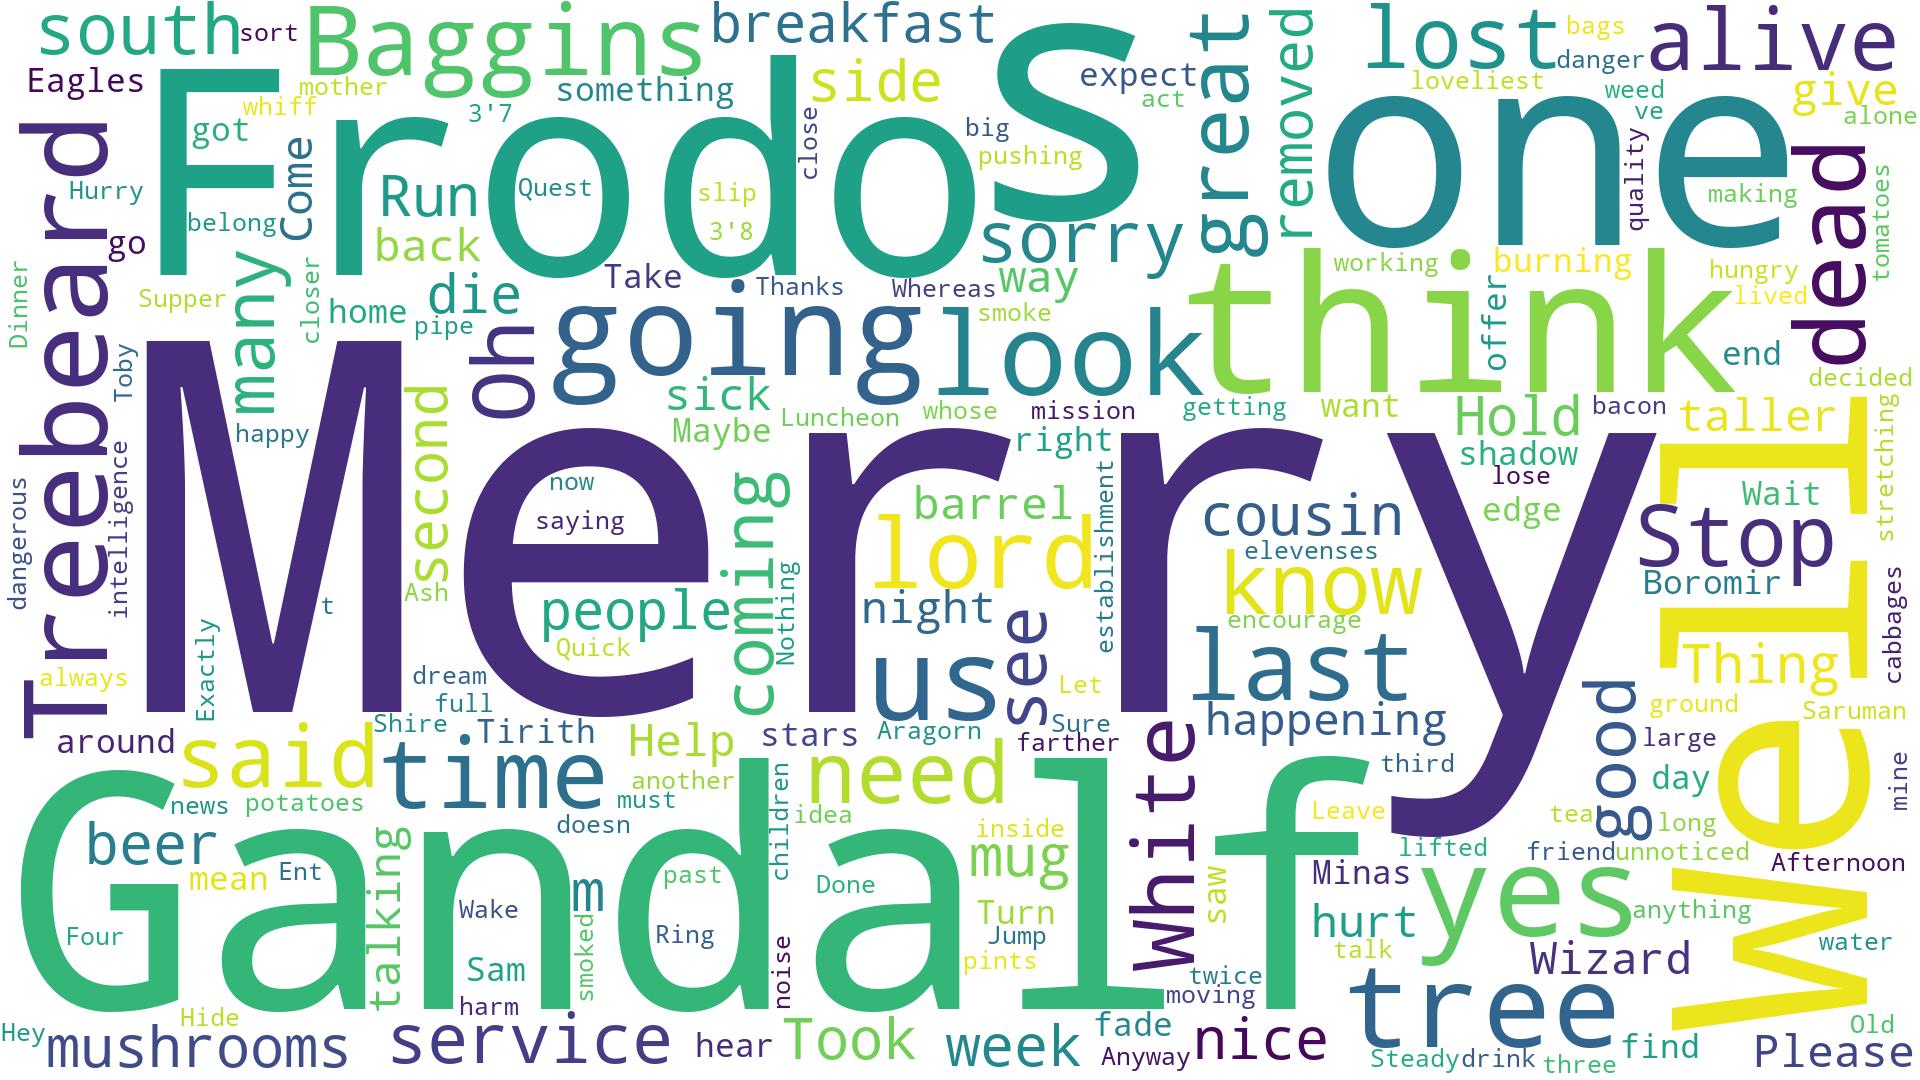 south
sort
Baggins
breakfast
S
great
removed
lost
bags
danger
alive
Eagles
whiff
mother
Frodo
3'7
something
side
expect
act
loveliest
weed
ve
give
alone
got
Come
close
big
pushing
one
quality
dead
Treebeard
Hurry
belong
go
Run
back
Quest
slip
3'8
sorry
making
tomatoes
Dinner
Supper
many
closer
home
die
pipe
Take
Thanks
Whereas
way
smoke
working
burning
hungry
lived
think
offer
end
Toby
Oh
going
look
decided
happy
second
sick
Maybe
Luncheon
whose
mission
right
getting
want
Hold
bacon
taller
shadow
lose
edge
Wait
stretching
Merry
dangerous
intelligence
now
saying
coming
barrel
lord
establishment
cousin
elevenses
know
encourage
Stop
Boromir
Well
cabbages
t
Ash
people
Quick
Nothing
night
see
us
Let
last
Thing
always
Exactly
dream
full
Shire
Tirith
stars
Aragorn
Sure
farther
happening
good
ground
Saruman
large
around
said
time
Help
another
must
need
White
third
day
mine
news
potatoes
doesn
children
idea
Leave
tea
long
beer
mean
Ent
talking
m
past
Done
inside
mug
saw
Minas
lifted
friend
unnoticed
Afternoon
Gandalf
Four
Wake
smoked
Ring
Turn
Jump
pints
hurt
talk
yes
anything
water
Sam
harm
noise
twice
moving
Wizard
tree
Hide
Hey
mushrooms
service
hear
Took
week
fade
Anyway
nice
Steady
drink
three
find
Old
Please